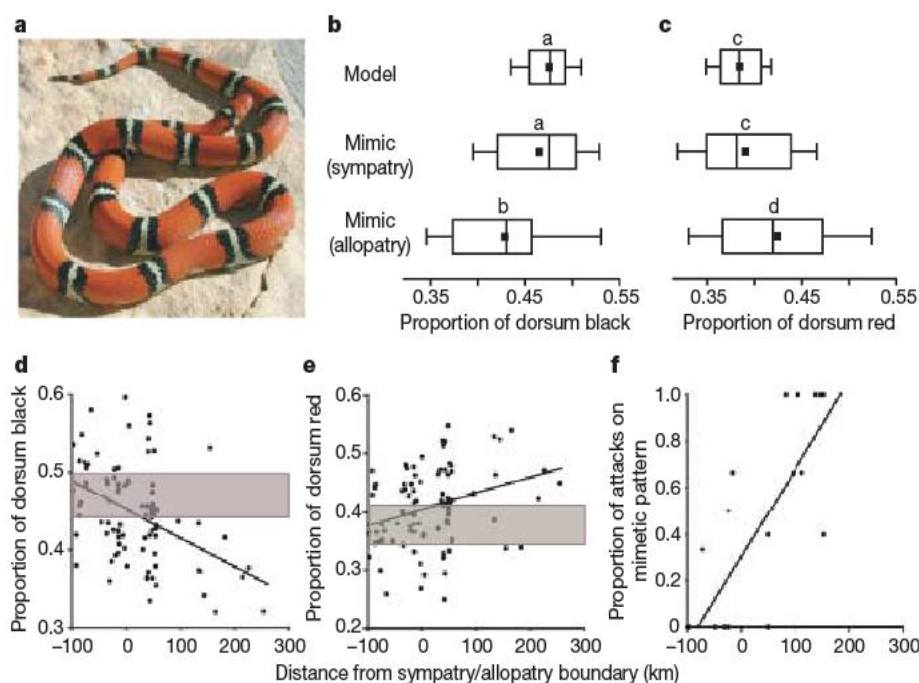 a
b
c
Model
Mimic
(sympatry)
Mimic
(allopatry)
a
a
b
c
c
d
0.35 0.45 0.55
Proportion of dorsum black
0.35 0.45 0.55
Proportion of dorsum red
d
e
f
Proportion of dorsum black
0.6
0.5
0.4
0.3
−100 0 100 200 300
Proportion of dorsum red
0.6
0.5
0.4
0.3
0.2
−100 0 100 200 300
Proportion of attacks on
mimetic pattern
1.0
0.8
0.6
0.4
0.2
0
−100 0 100 200 300
Distance from sympatry/allopatry boundary (km)